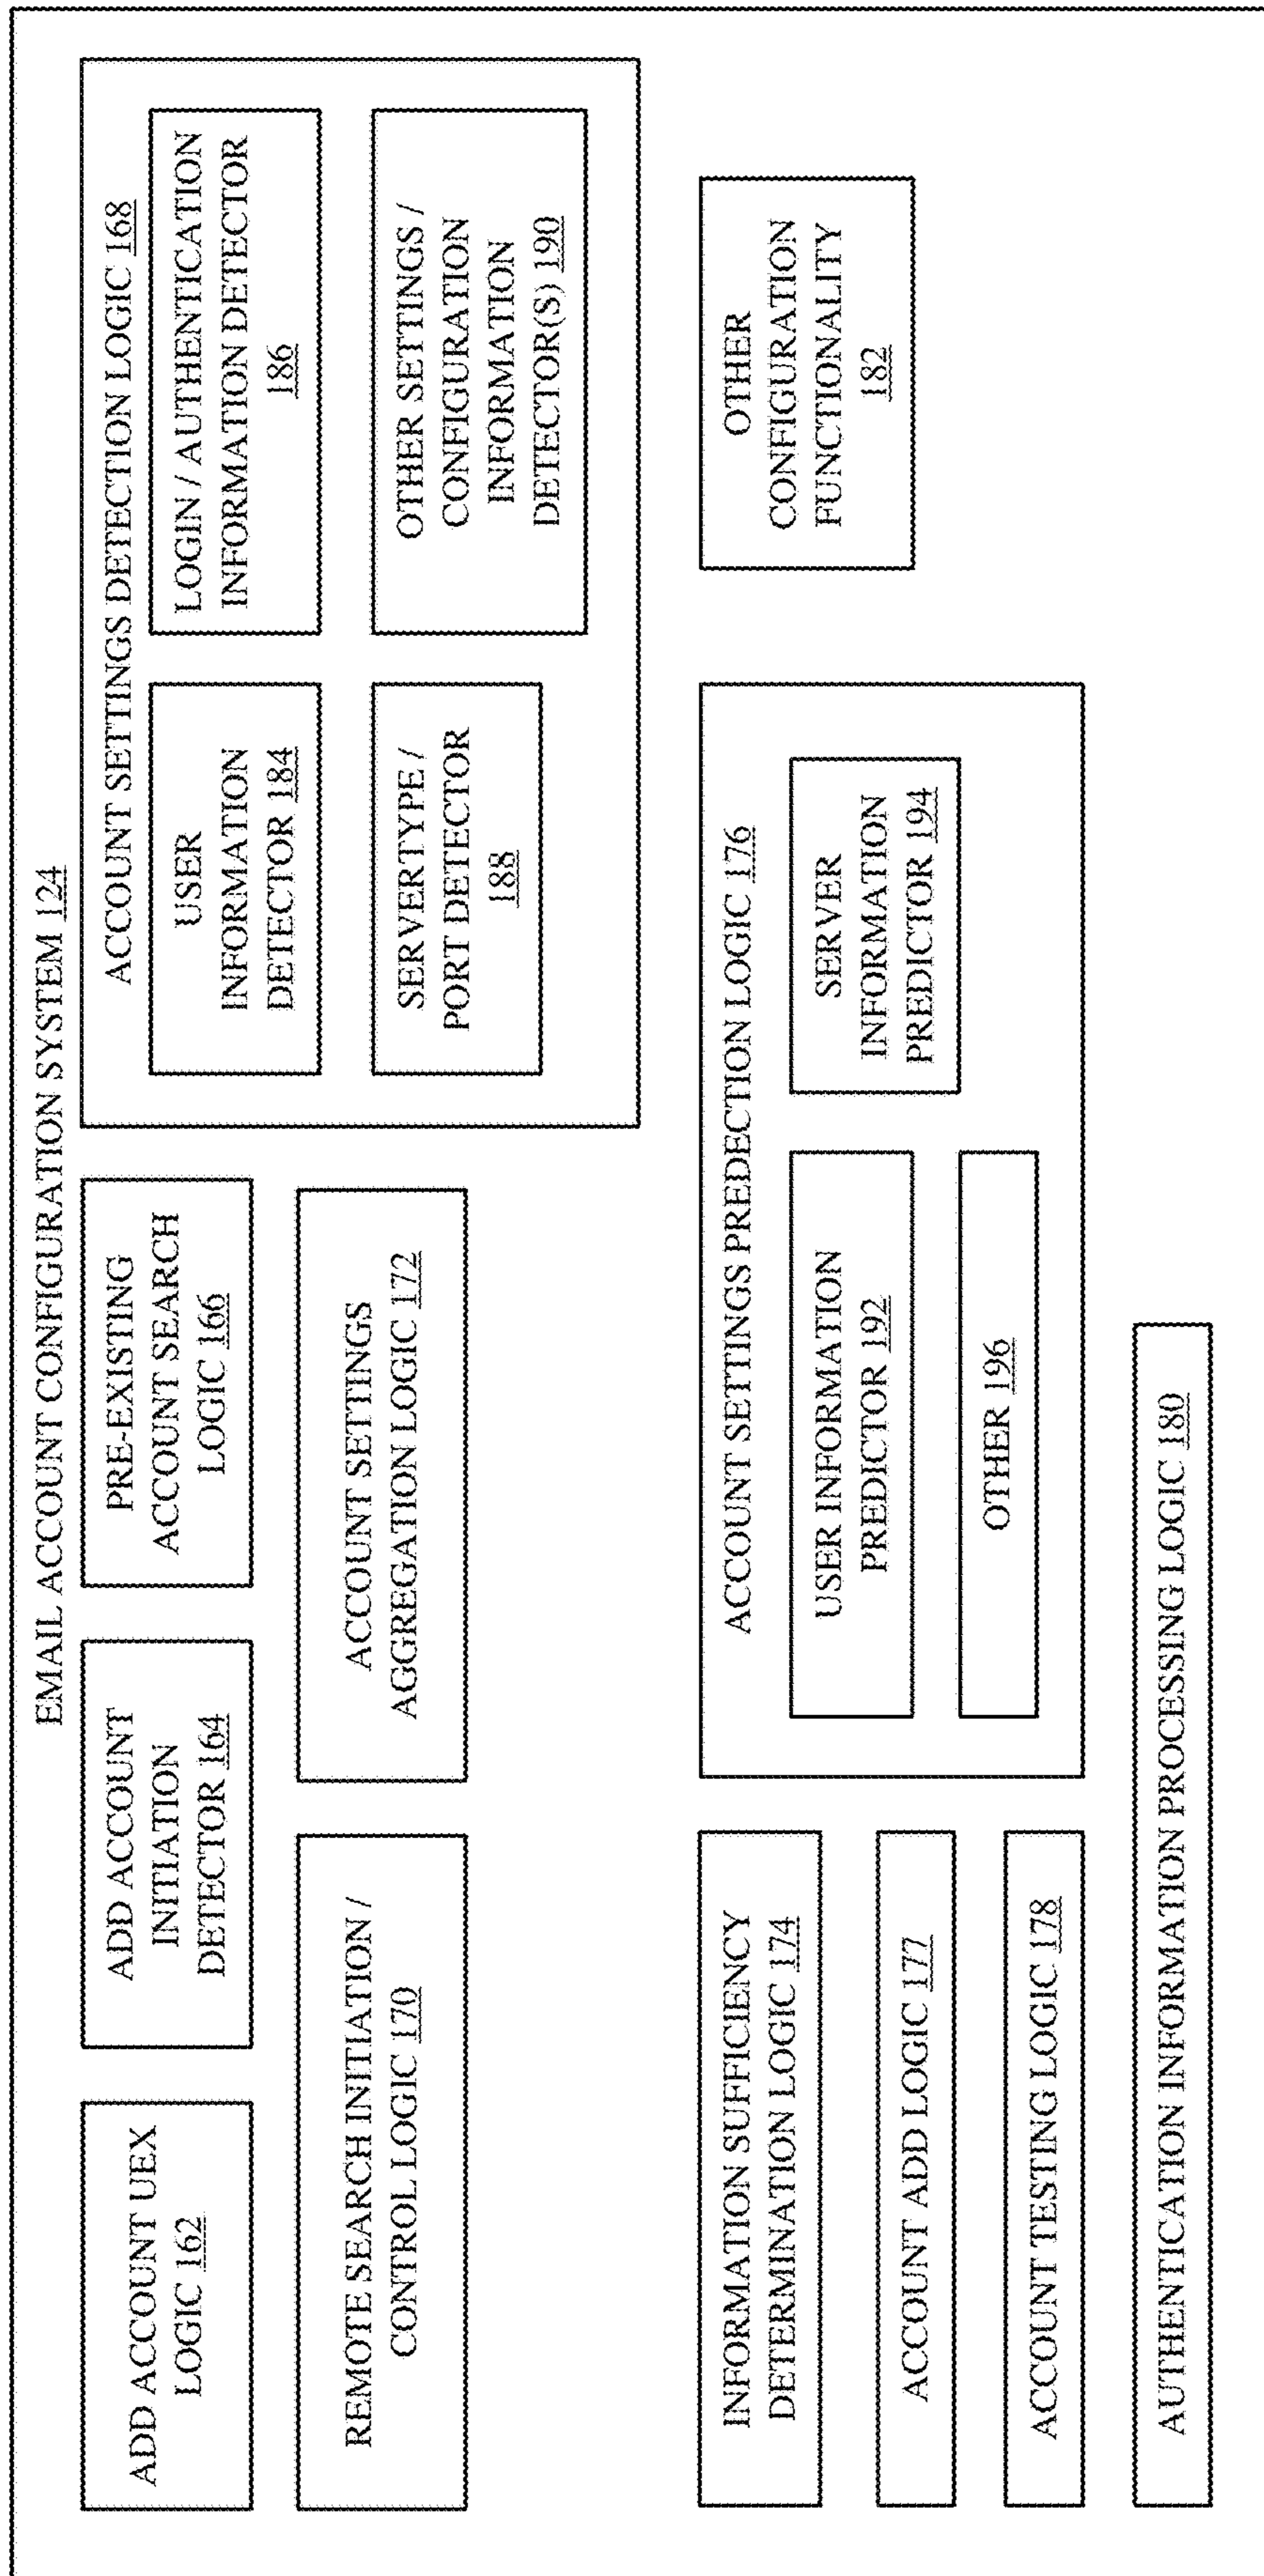 EMAIL ACCOUNT CONFIGURATION SYSTEM 124
ADD ACCOUNT UEX
LOGIC 162
ADD ACCOUNT
INITIATION
DETECTOR 164
PRE-EXISTING
ACCOUNT SEARCH
LOGIC 166
ACCOUNT SETTINGS DETECTION LOGIC 168
USER
INFORMATION
DETECTOR 184
LOGIN / AUTHENTICATION
INFORMATION DETECTOR
186
SERVERTYPE /
PORT DETECTOR
188
OTHER SETTINGS /
CONFIGURATION
INFORMATION
DETECTOR(S) 190
REMOTE SEARCH INITIATION /
CONTROL LOGIC 170
ACCOUNT SETTINGS
AGGREGATION LOGIC 172
INFORMATION SUFFICIENCY
DETERMINATION LOGIC 174
ACCOUNT ADD LOGIC 177
ACCOUNT TESTING LOGIC 178
ACCOUNT SETTINGS PREDECTION LOGIC 176
USER INFORMATION
PREDICTOR 192
SERVER
INFORMATION
PREDICTOR 194
OTHER 196
OTHER
CONFIGURATION
FUNCTIONALITY
182
AUTHENTICATION INFORMATION PROCESSING LOGIC 180